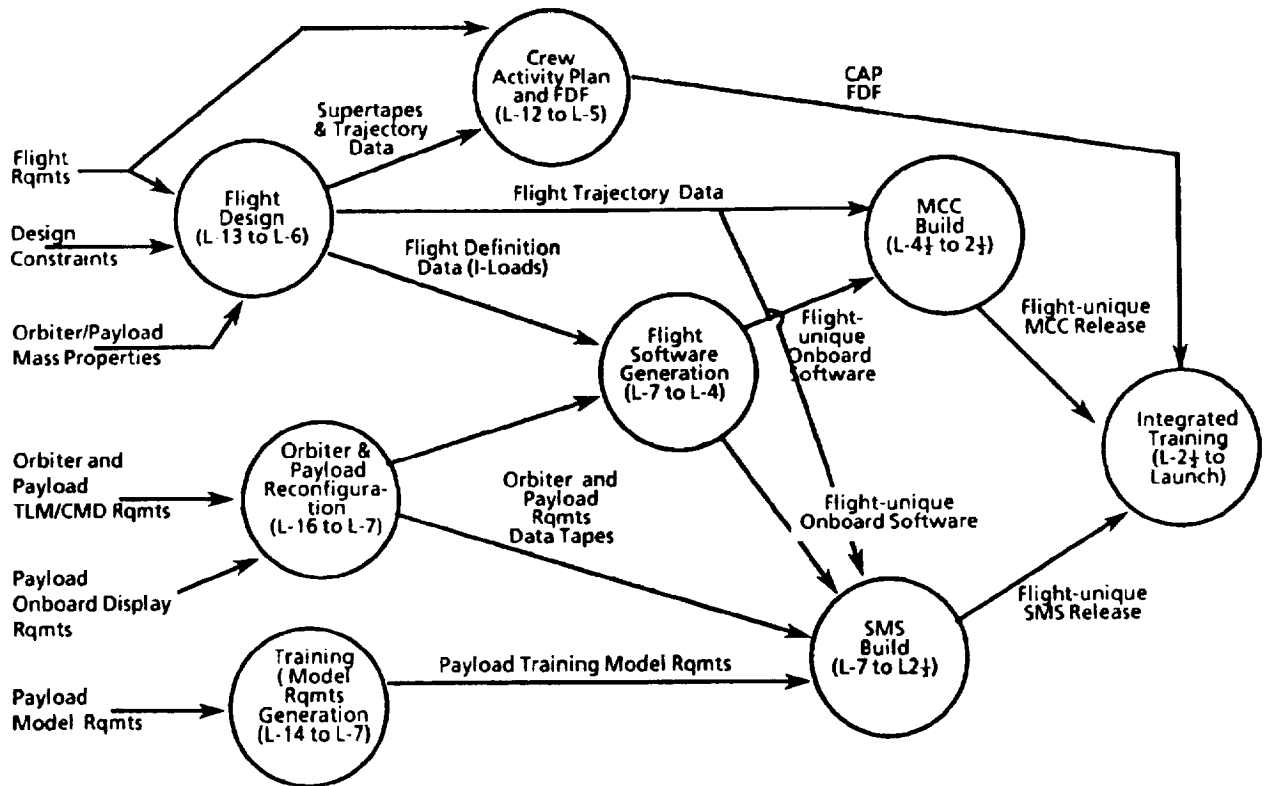 Crew
Activity Plan
and FDF
(L-12 to L-5)
CAP
FDF
Supertapes
& Trajectory
Data
Flight
Rqmts
Flight
Design
(L-13 to L-6)
Flight Trajectory Data
MCC
Build
(L-4½ to 2½)
Design
Constraints
Flight Definition
Data (I-Loads)
Orbiter/Payload
Mass Properties
Flight
Software
Generation
(L-7 to L-4)
Flight-
unique
Onboard
Software
Flight-unique
MCC Release
Integrated
Training
(L-2½ to
Launch)
Orbiter and
Payload
TLM/CMD Rqmts
Orbiter &
Payload
Reconfigura-
tion
(L-16 to L-7)
Orbiter and
Payload
Rqmts
Data Tapes
Flight-unique
Onboard Software
Payload
Onboard Display
Rqmts
Flight-unique
SMS Release
SMS
Build
(L-7 to L2½)
Training
( Model
Rqmts
Generation
(L-14 to L-7)
Payload Training Model Rqmts
Payload
Model Rqmts